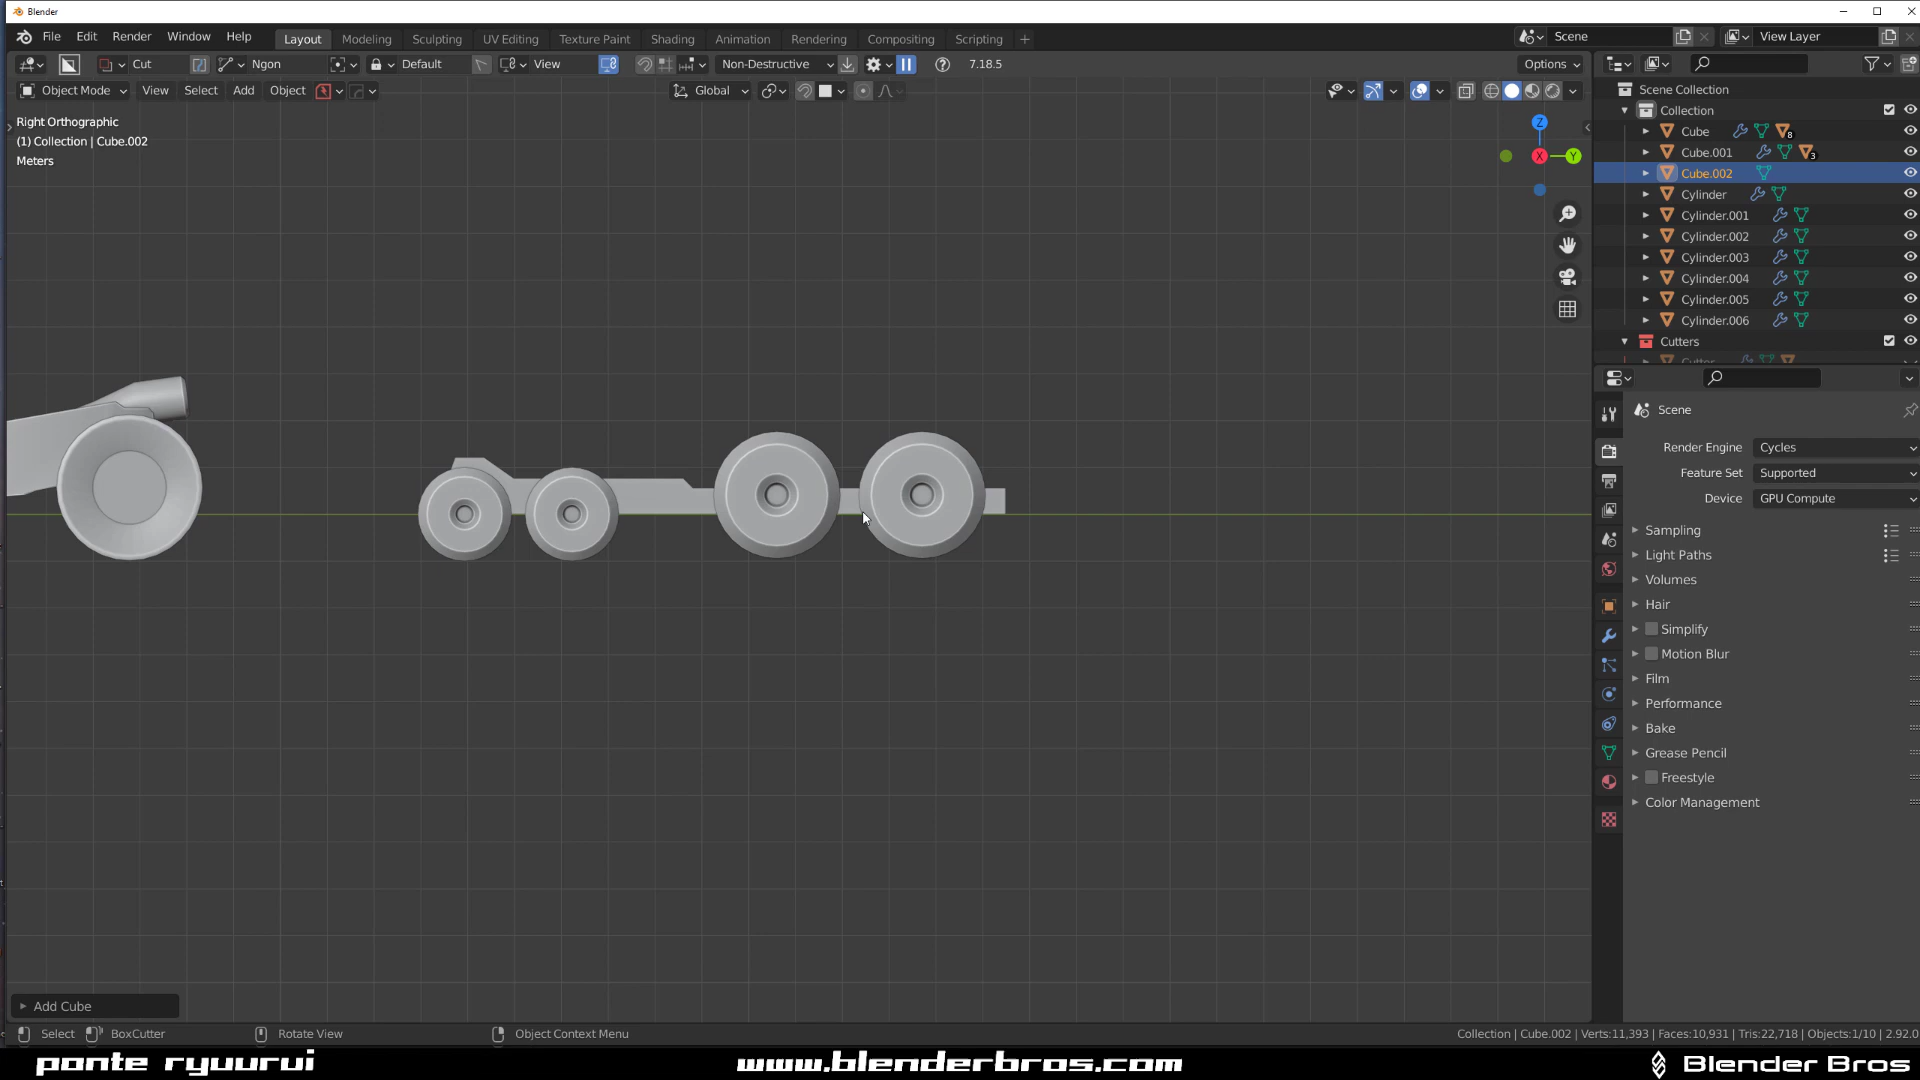 Blender
File Edit Render Window Help Layout Modeling Sculpting UV Editing Texture Paint Shading Animation Rendering Compositing Scripting + Scene View Layer
Cut Ngon Default View Non-Destructive 7.18.5 Options
Object Mode View Select Add Object Global
Right Orthographic
(1) Collection | Cube.002
Meters
Z
X
Y
Scene Collection
Collection
Cube 8
Cube.001 3
Cube.002
Cylinder
Cylinder.001
Cylinder.002
Cylinder.003
Cylinder.004
Cylinder.005
Cylinder.006
Cutters
Scene
Render Engine Cycles
Feature Set Supported
Device GPU Compute
Sampling
Light Paths
Volumes
Hair
Simplify
Motion Blur
Film
Performance
Bake
Grease Pencil
Freestyle
Color Management
Add Cube
Select BoxCutter Rotate View Object Context Menu Collection | Cube.002 | Verts:11,393 | Faces:10,931 | Tris:22,718 | Objects:1/10 | 2.92.0
ponte ryuurui www.blenderbros.com Blender Bros